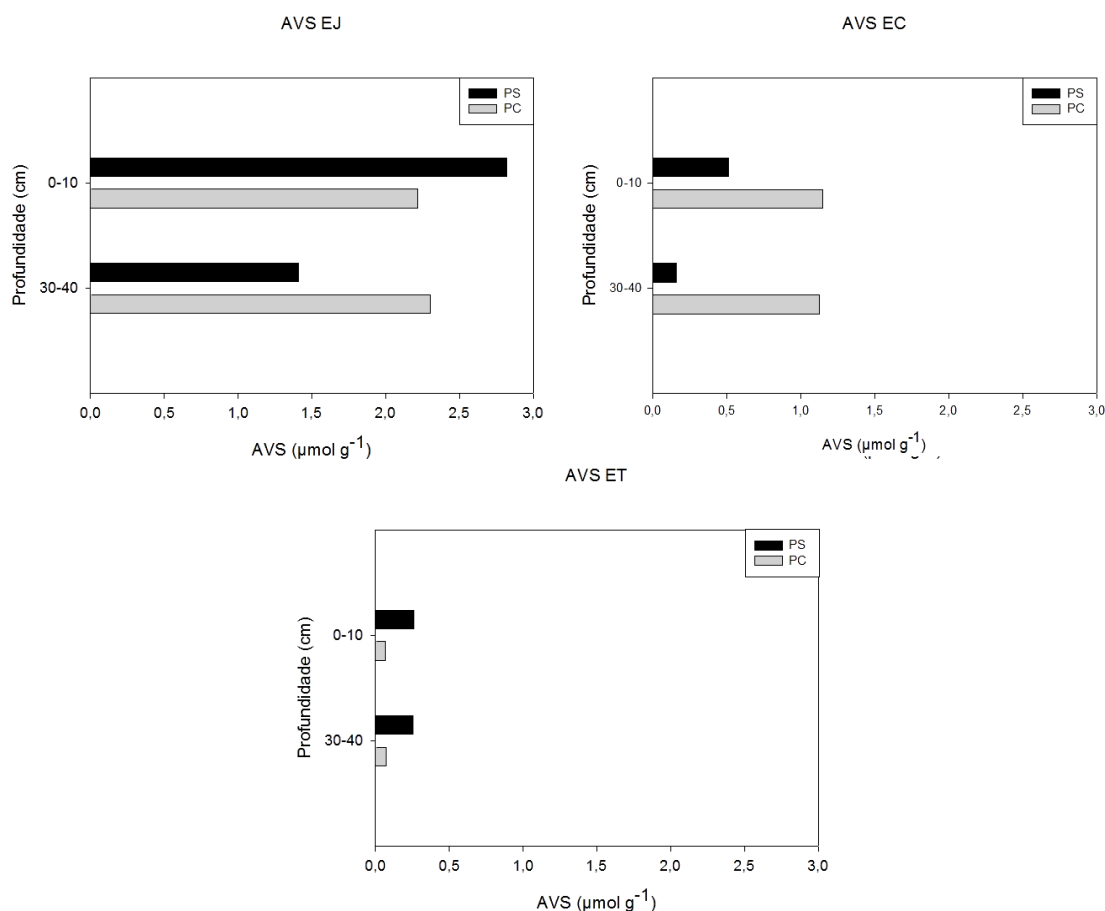 AVS EJ
PS
PC
Profundidade (cm)
0-10
30-40
0,0 0,5 1,0 1,5 2,0 2,5 3,0
AVS (µmol g-1)
AVS EC
PS
PC
Profundidade (cm)
0-10
30-40
0,0 0,5 1,0 1,5 2,0 2,5 3,0
AVS (µmol g-1)
AVS ET
PS
PC
Profundidade (cm)
0-10
30-40
0,0 0,5 1,0 1,5 2,0 2,5 3,0
AVS (µmol g-1)